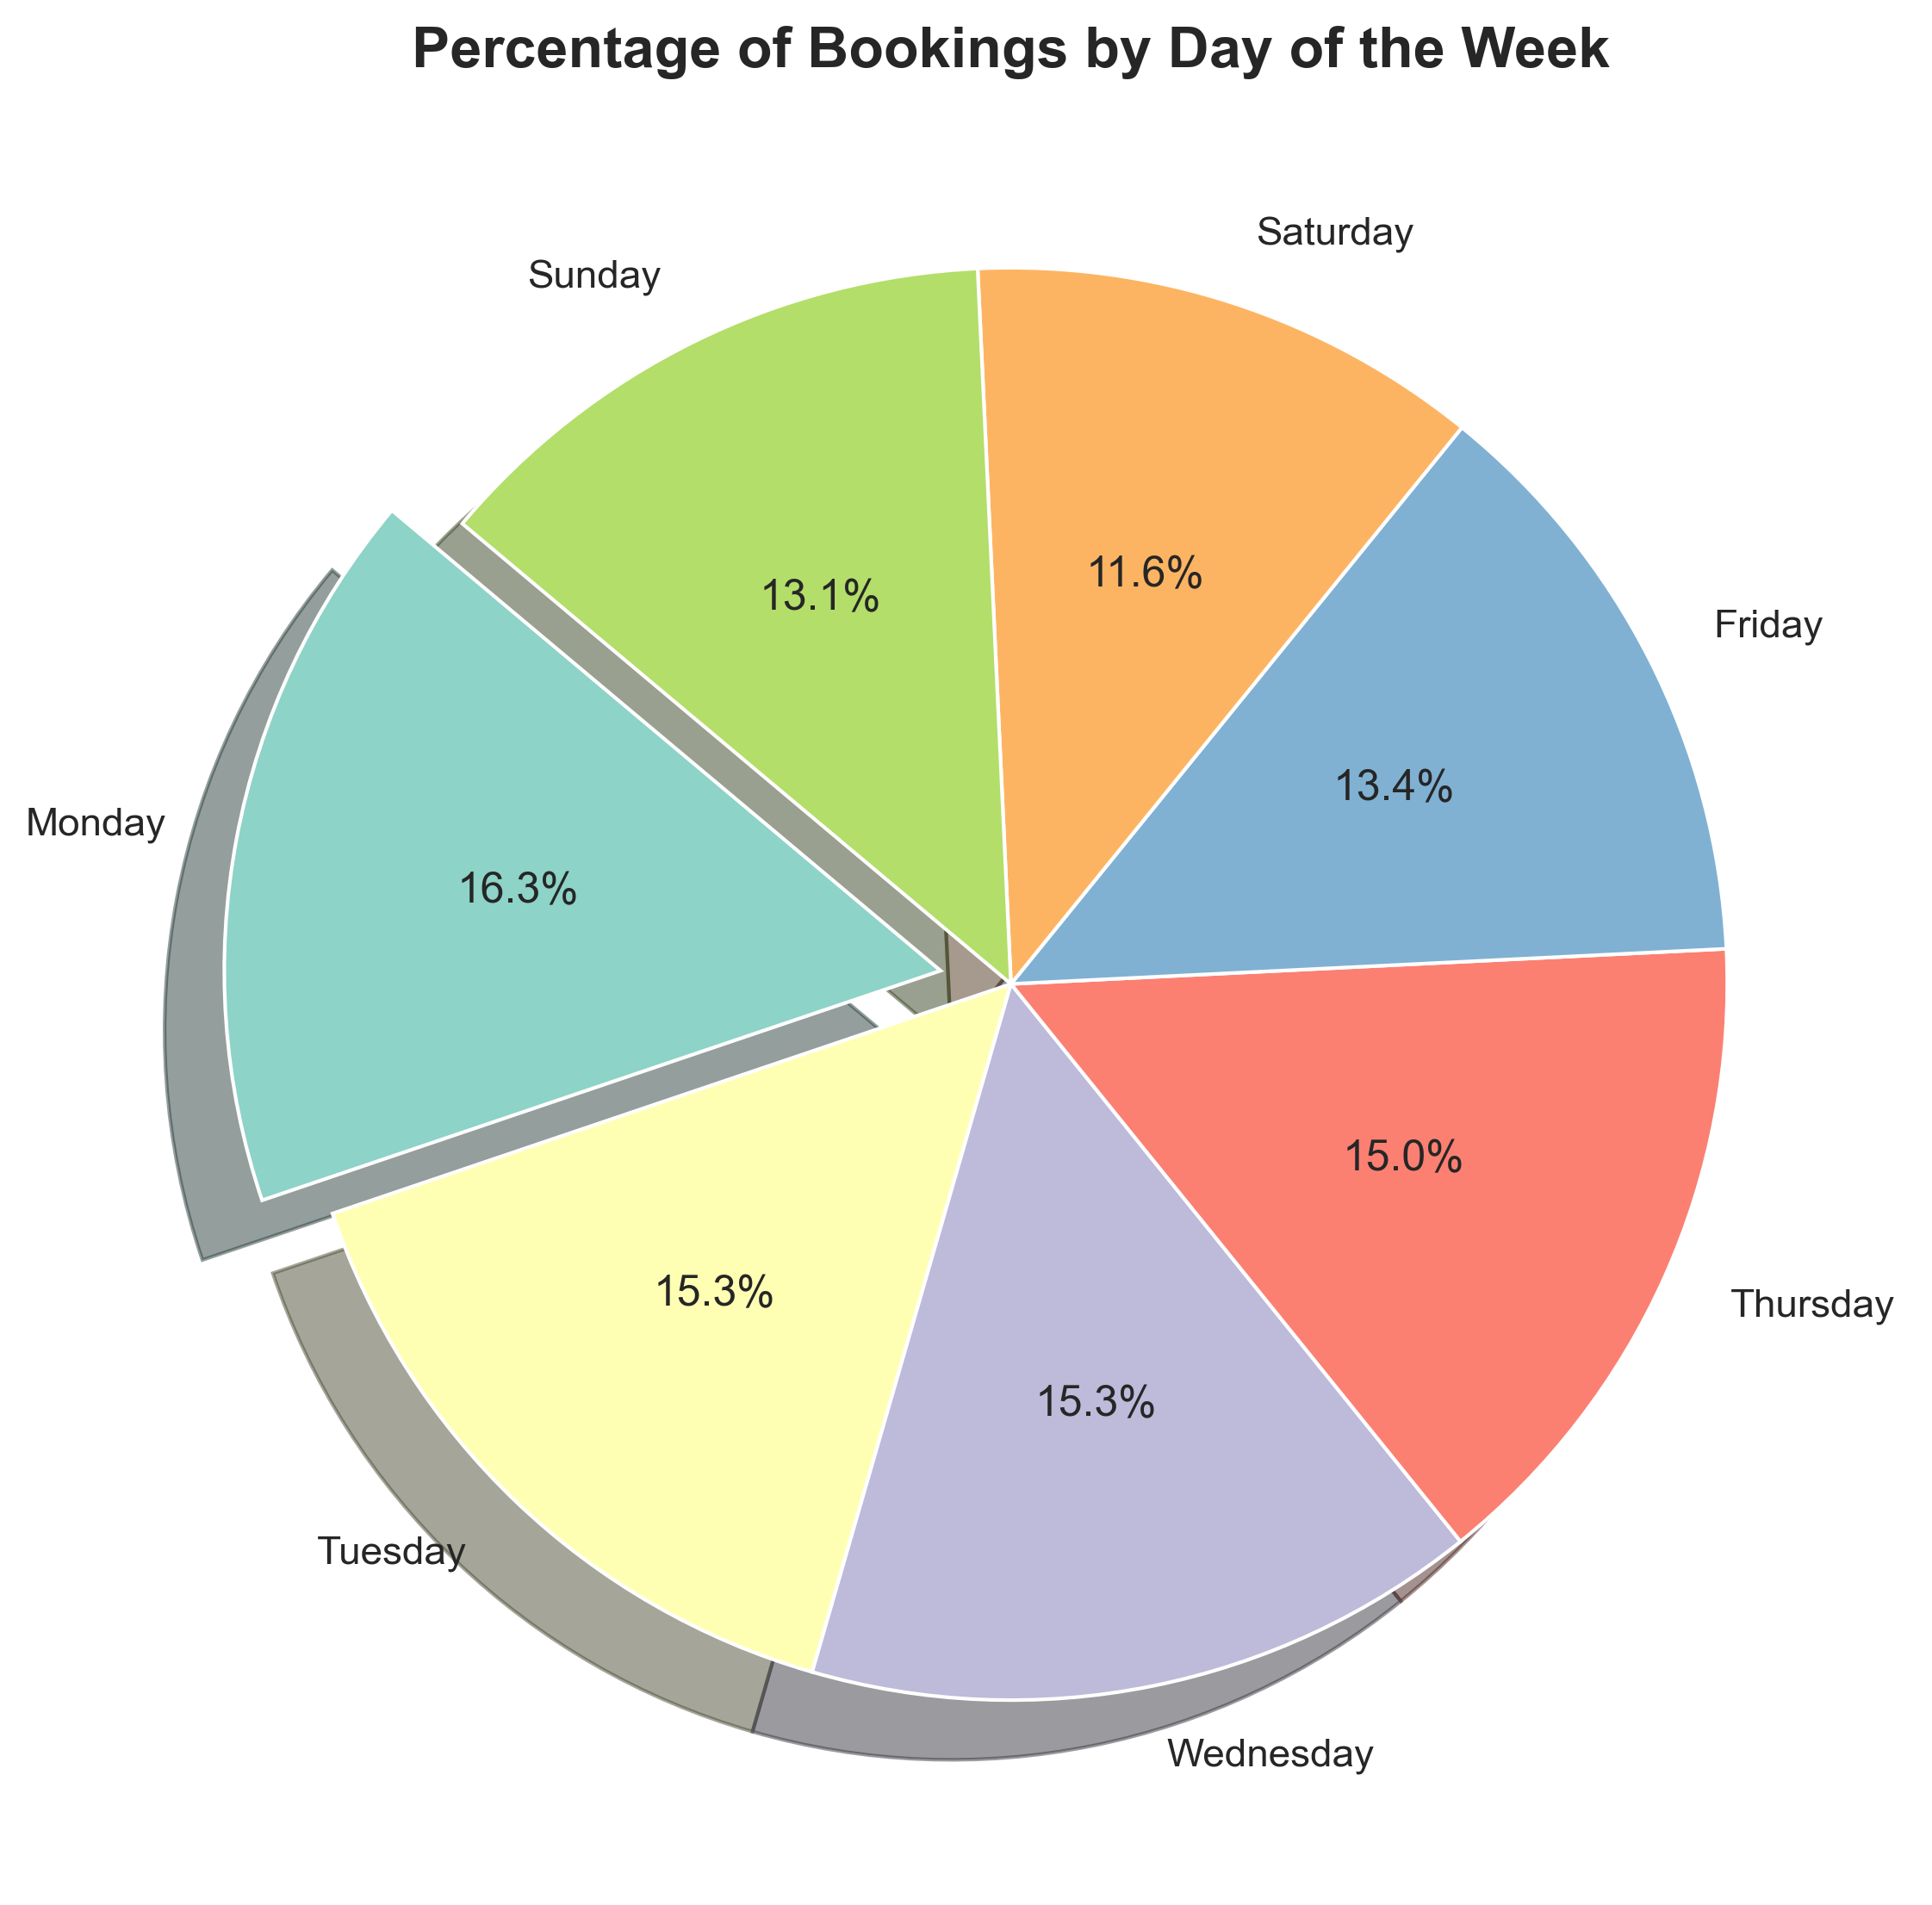 Percentage of Bookings by Day of the Week
Saturday
Sunday
11.6%
13.1%
Friday
13.4%
Monday
16.3%
15.0%
Thursday
15.3%
15.3%
Tuesday
Wednesday